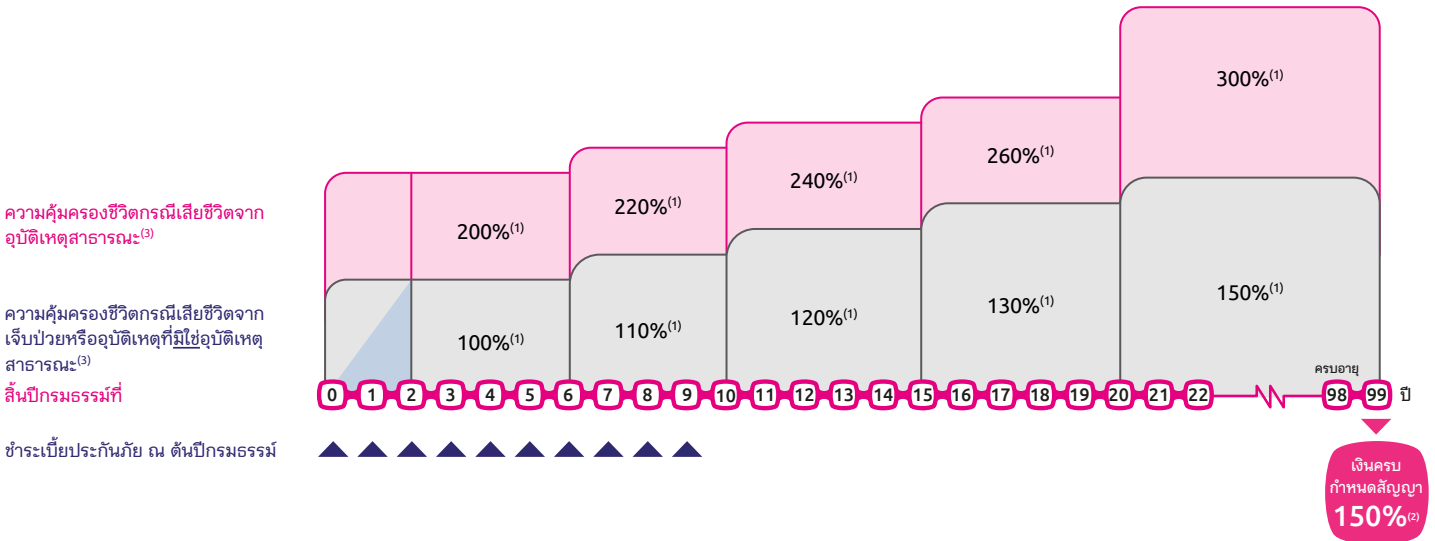 300%(1)
260%(1)
240%(1)
220%(1)
200%(1)
ความคุ้มครองชีวิตกรณีเสียชีวิตจาก
อุบัติเหตุสาธารณะ(3)
150%(1)
130%(1)
120%(1)
110%(1)
100%(1)
ความคุ้มครองชีวิตกรณีเสียชีวิตจาก
เจ็บป่วยหรืออุบัติเหตุที่มิใช่อุบัติเหตุ
สาธารณะ(3)
ครบอายุ
สิ้นปีกรมธรรม์ที่ 0 1 2 3 4 5 6 7 8 9 10 11 12 13 14 15 16 17 18 19 20 21 22 98 99 ปี
ชำระเบี้ยประกันภัย ณ ต้นปีกรมธรรม์
เงินครบ
กำหนดสัญญา
150%(2)